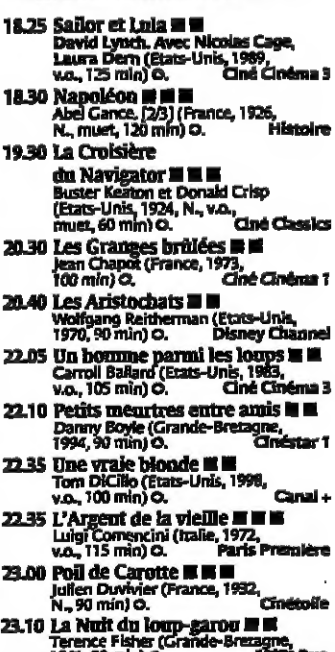 18.25 Sailor et Lula ■ ■
David Lynch. Avec Nicolas Cage,
Laura Dern (Etats-Unis, 1989,
v.o., 125 min) O. Ciné Cinéma 3
18.30 Napoléon ■ ■ ■
Abel Gance. [2/3] (France, 1926,
N., muet, 120 min) O. Histoire
19.30 La Croisière
du Navigator ■ ■ ■
Buster Keaton et Donald Crisp
(Etats-Unis, 1924, N., v.o.,
muet, 60 min) O. Ciné Classics
20.30 Les Granges brûlées ■ ■
Jean Chapot (France, 1973,
100 min) O. Ciné Cinéma 1
20.40 Les Aristochats ■ ■
Wolfgang Reitherman (Etats-Unis,
1970, 90 min) O. Disney Channel
22.05 Un homme parmi les loups ■ ■
Carroll Ballard (Etats-Unis, 1983,
v.o., 105 min) O. Ciné Cinéma 3
22.10 Petits meurtres entre amis ■ ■
Danny Boyle (Grande-Bretagne,
1994, 90 min) O. Cinéstar 1
22.35 Une vraie blonde ■ ■
Tom DiCillo (Etats-Unis, 1998,
v.o., 100 min) O. Canal +
22.35 L'Argent de la vieille ■ ■ ■
Luigi Comencini (Italie, 1972,
v.o., 115 min) O. Paris Première
23.00 Poil de Carotte ■ ■ ■
Julien Duvivier (France, 1932,
N., 90 min) O. Cinétoile
23.10 La Nuit du loup-garou ■ ■
Terence Fisher (Grande-Bretagne,